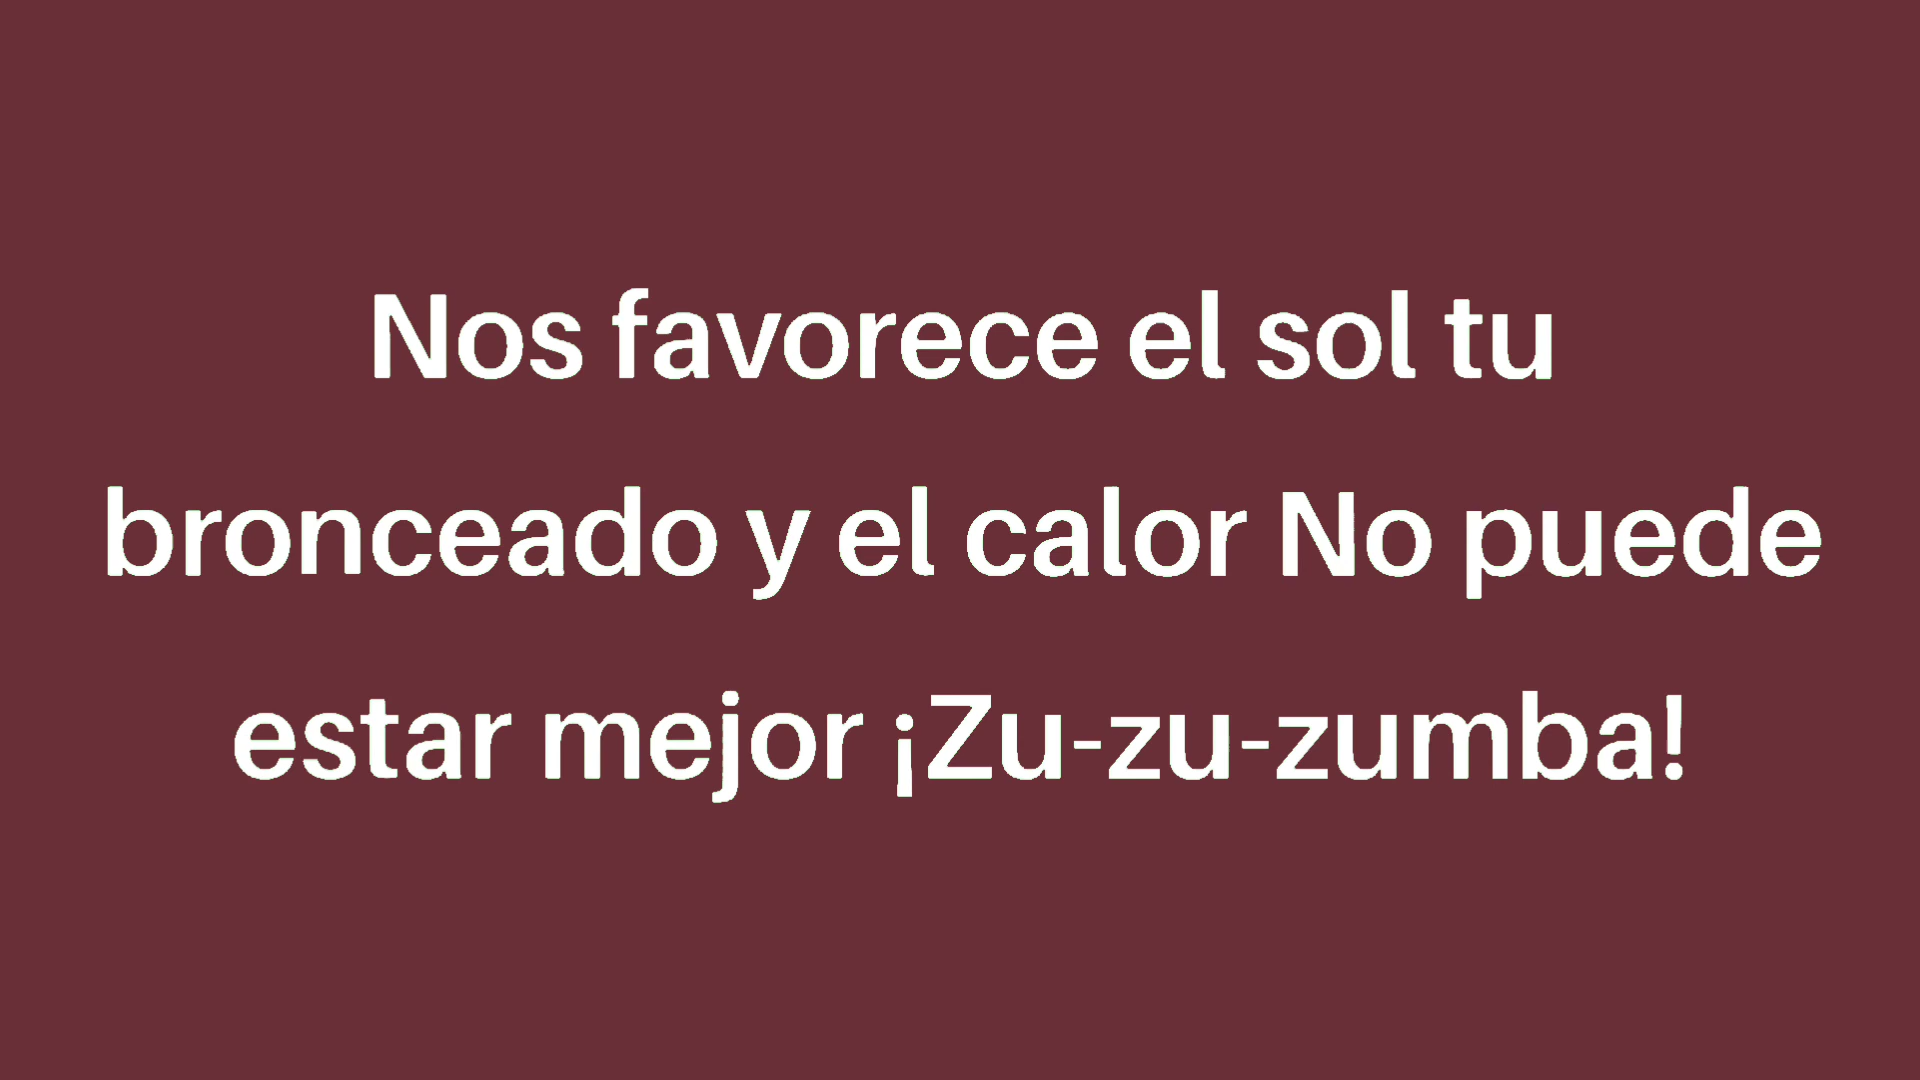 Nos favorece el sol tu
bronceado y el calor No puede
estar mejor ¡Zu-zu-zumba!